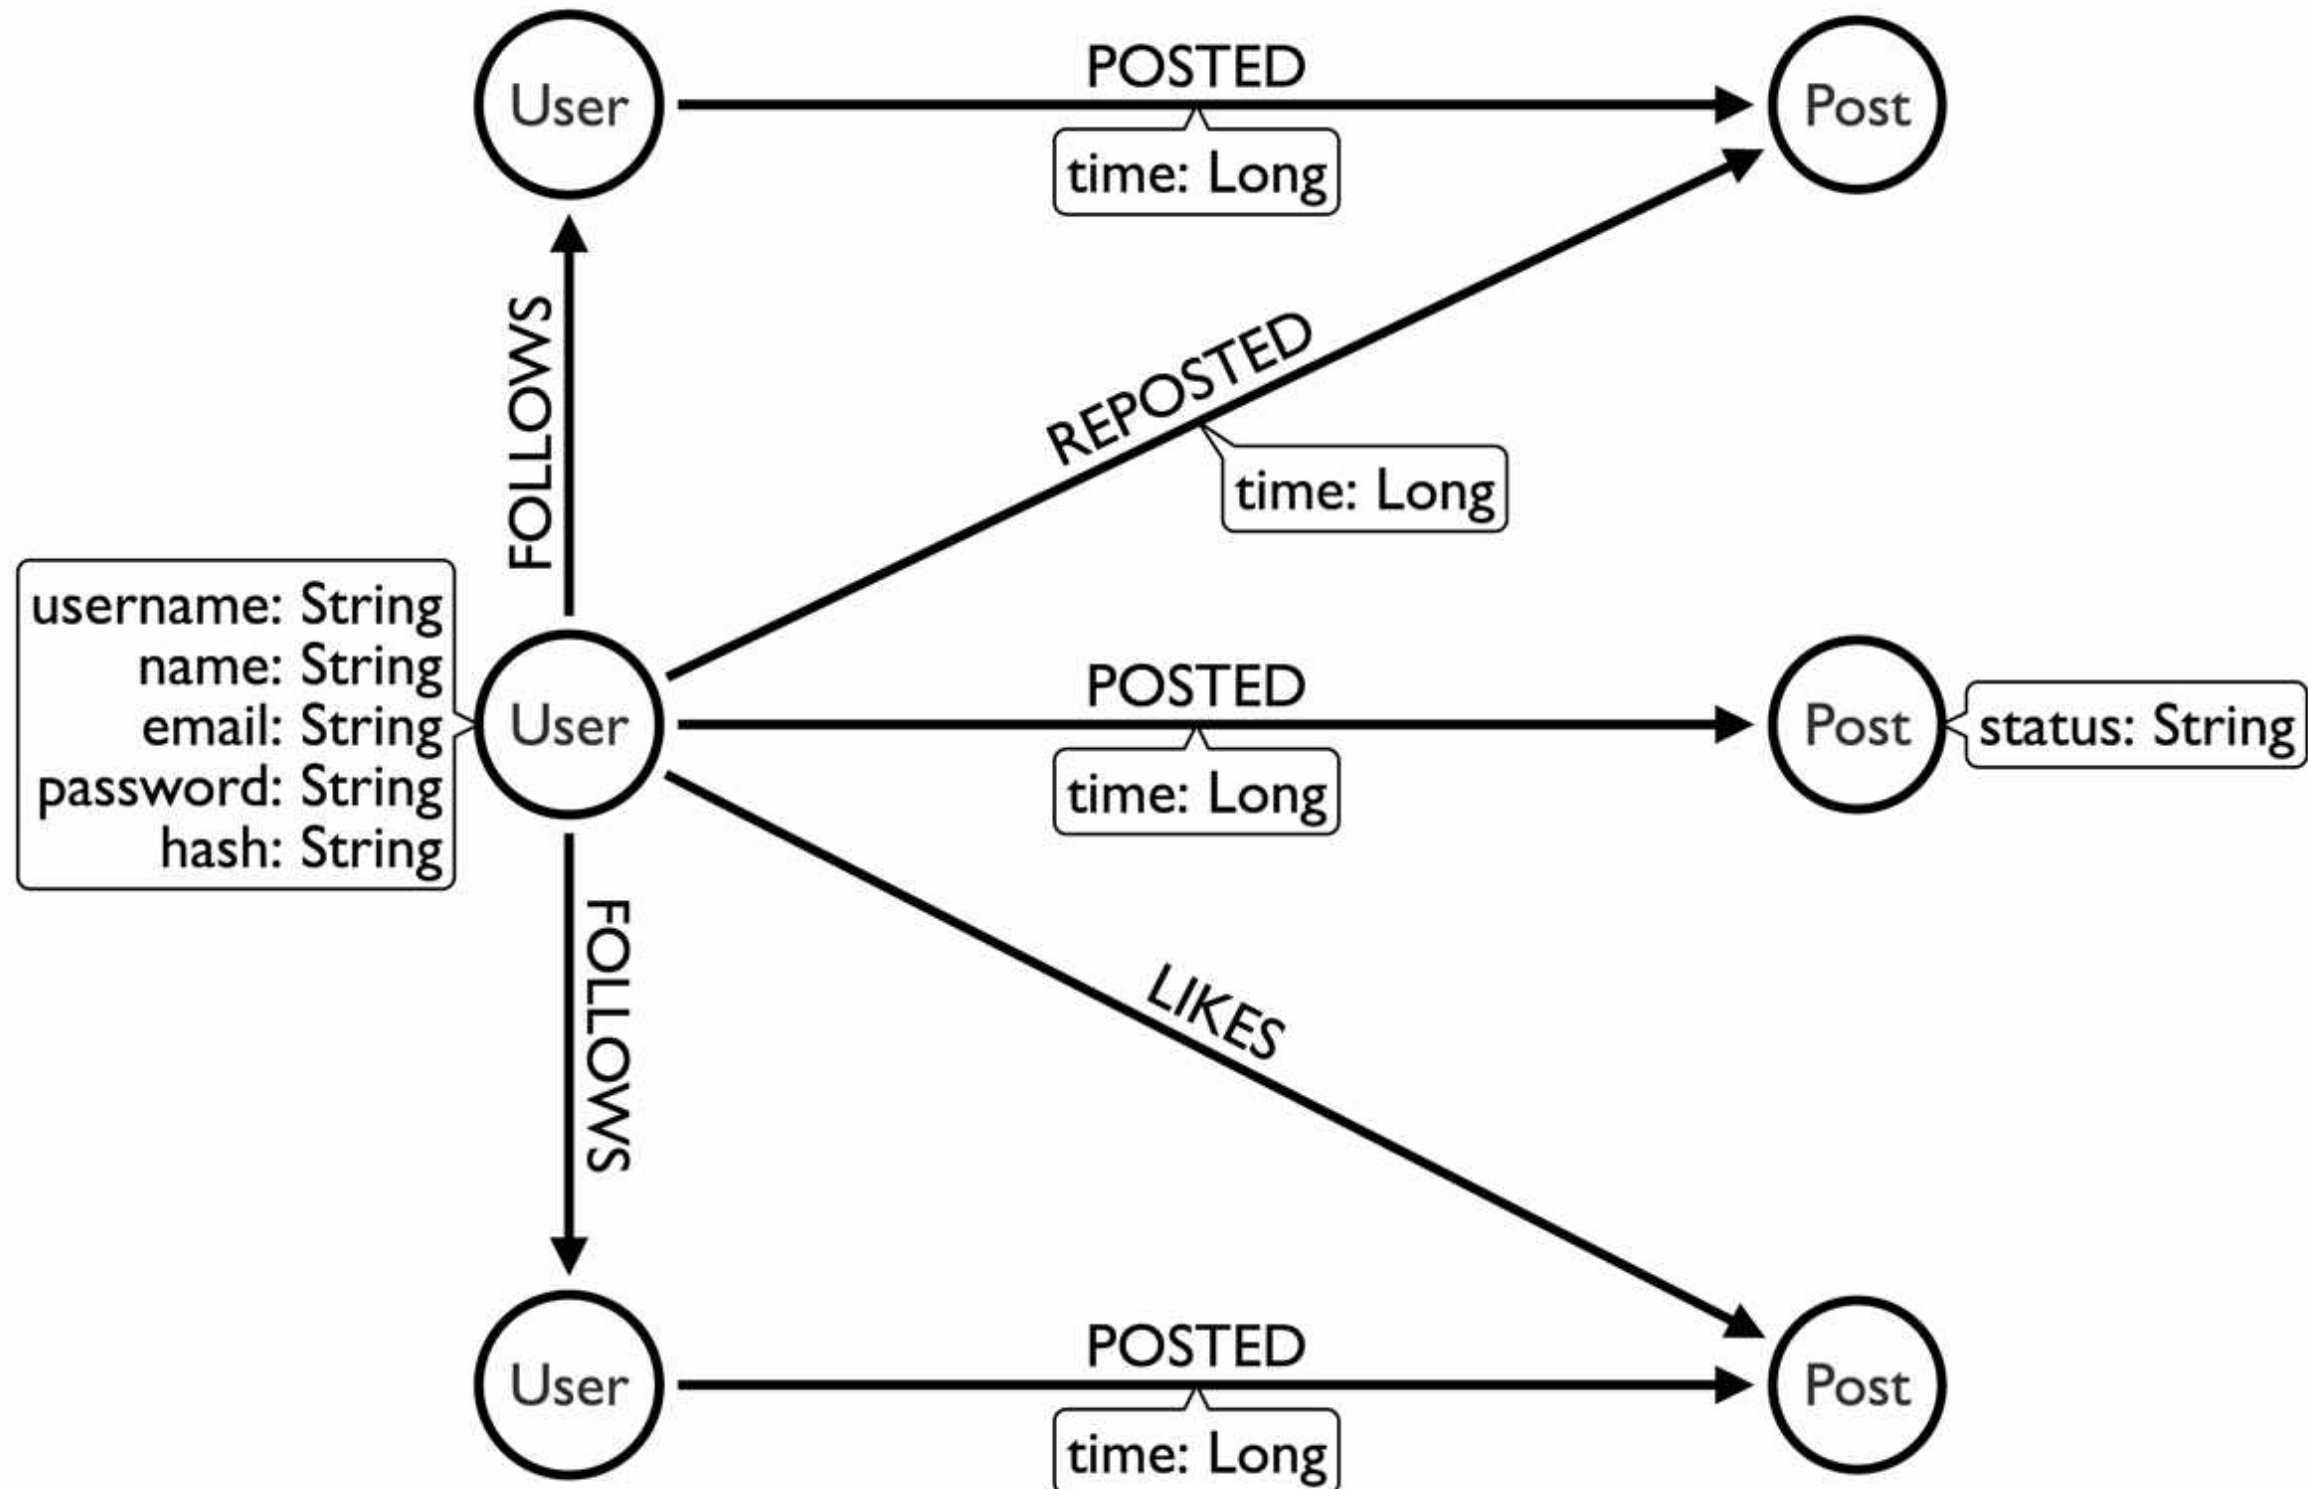 User
POSTED
Post
time: Long
FOLLOWS
REPOSTED
time: Long
username: String
name: String
email: String
password: String
hash: String
User
POSTED
time: Long
Post
status: String
FOLLOWS
LIKES
User
POSTED
Post
time: Long